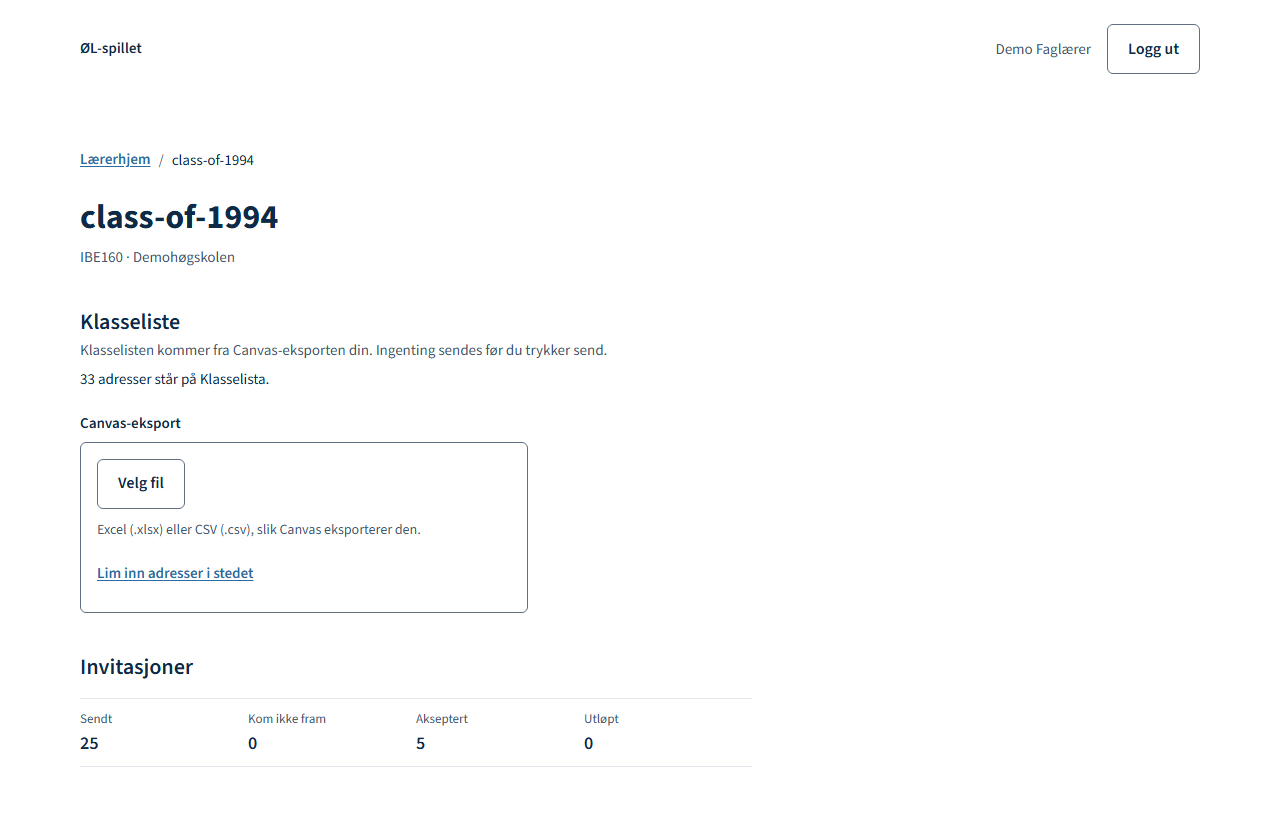 ØL-spillet
Demo Faglærer
Logg ut
Lærerhjem / class-of-1994
class-of-1994
IBE160 · Demohøgskolen
Klasseliste
Klasselisten kommer fra Canvas-eksporten din. Ingenting sendes før du trykker send.
33 adresser står på Klasselista.
Canvas-eksport
Velg fil
Excel (.xlsx) eller CSV (.csv), slik Canvas eksporterer den.
Lim inn adresser i stedet
Invitasjoner
Sendt Kom ikke fram Akseptert Utløpt
25 0 5 0